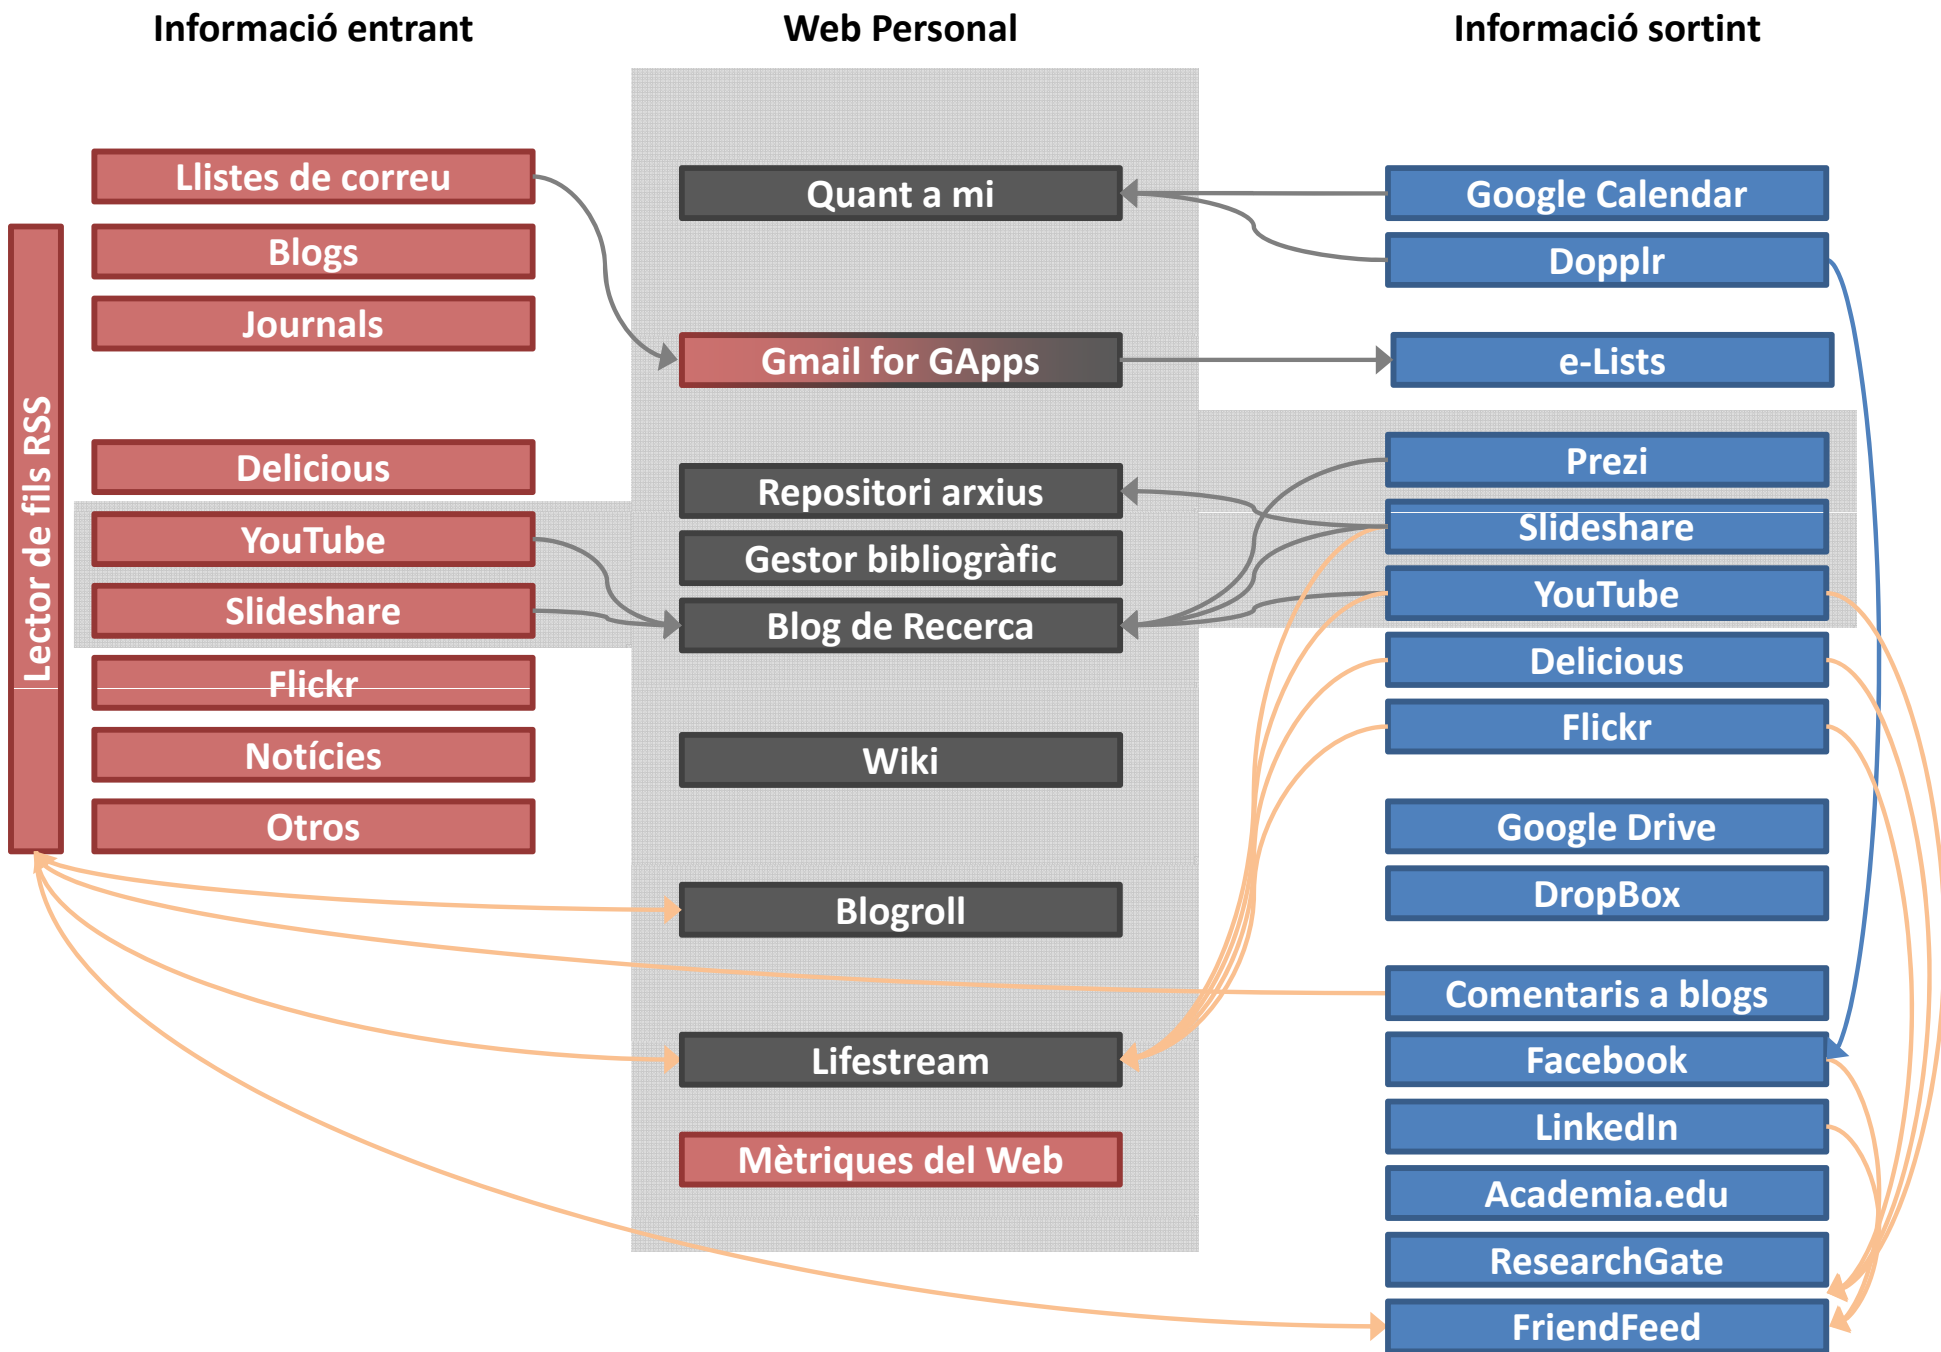 Informació entrant
Web Personal
Informació sortint
Lector de fils RSS
Llistes de correu
Blogs
Journals
Delicious
YouTube
Slideshare
Flickr
Notícies
Otros
Quant a mi
Gmail for GApps
Repositori arxius
Gestor bibliogràfic
Blog de Recerca
Wiki
Blogroll
Lifestream
Mètriques del Web
Google Calendar
Dopplr
e-Lists
Prezi
Slideshare
YouTube
Delicious
Flickr
Google Drive
DropBox
Comentaris a blogs
Facebook
LinkedIn
Academia.edu
ResearchGate
FriendFeed